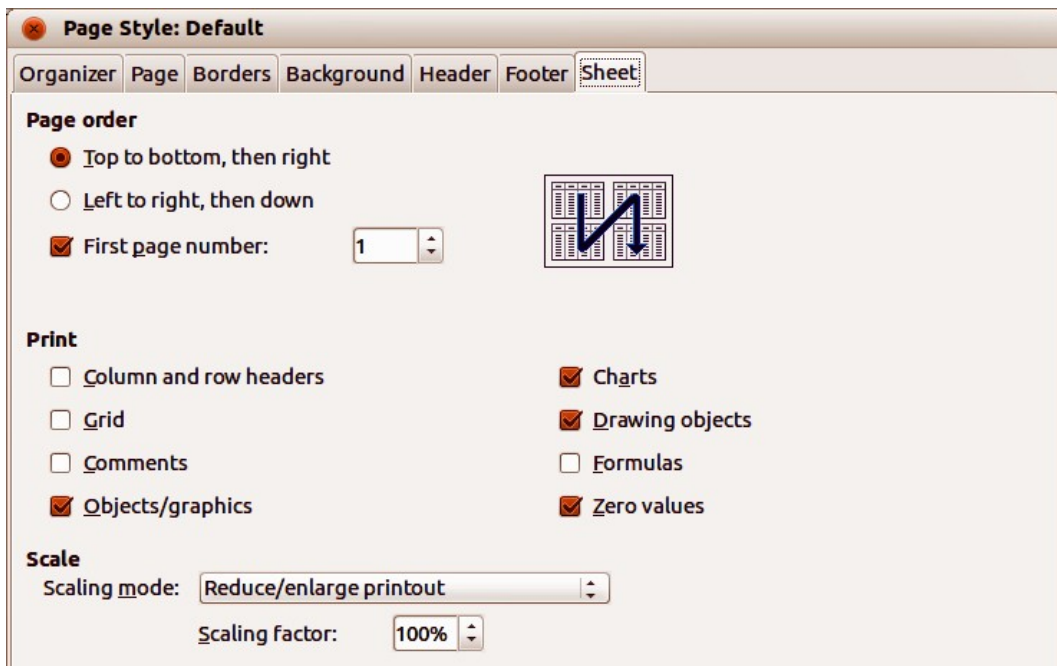 Page Style: Default
Organizer Page Borders Background Header Footer Sheet
Page order
Top to bottom, then right
Left to right, then down
First page number: 1
Print
Column and row headers
Charts
Grid
Drawing objects
Comments
Formulas
Objects/graphics
Zero values
Scale
Scaling mode: Reduce/enlarge printout
Scaling factor: 100%